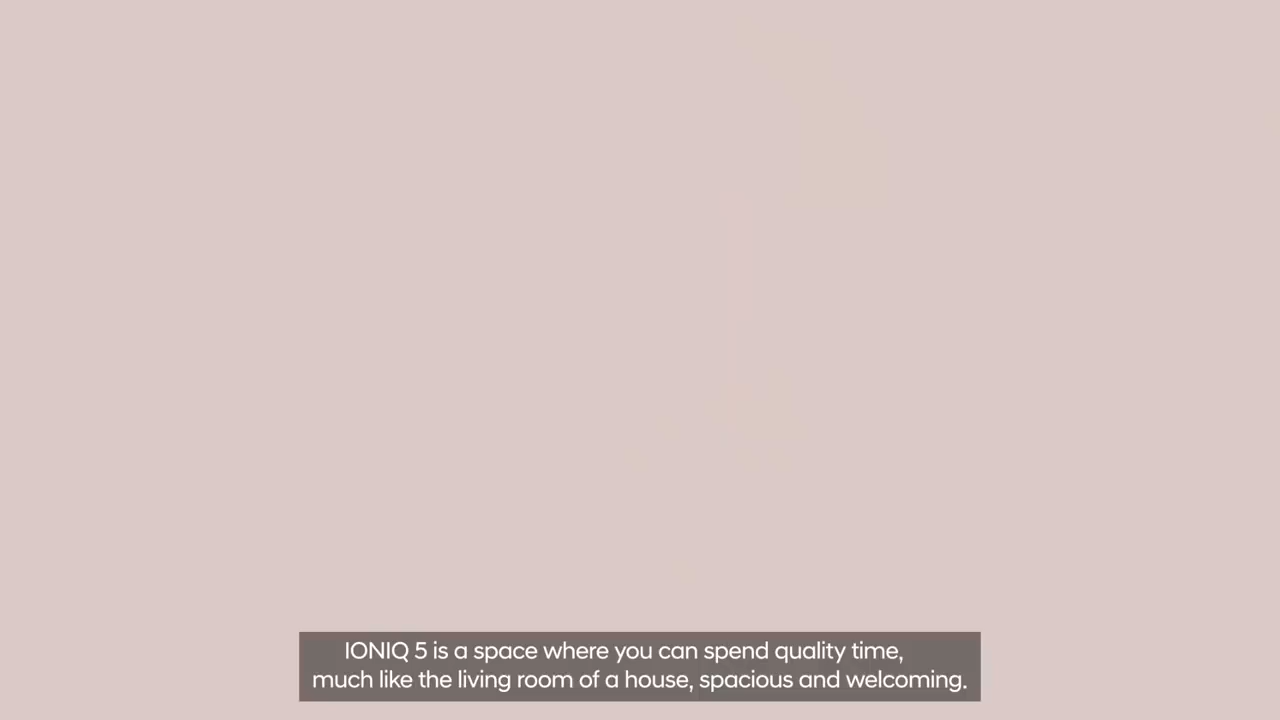 IONIQ 5 is a space where you can spend quality time,
much like the living room of a house, spacious and welcoming.